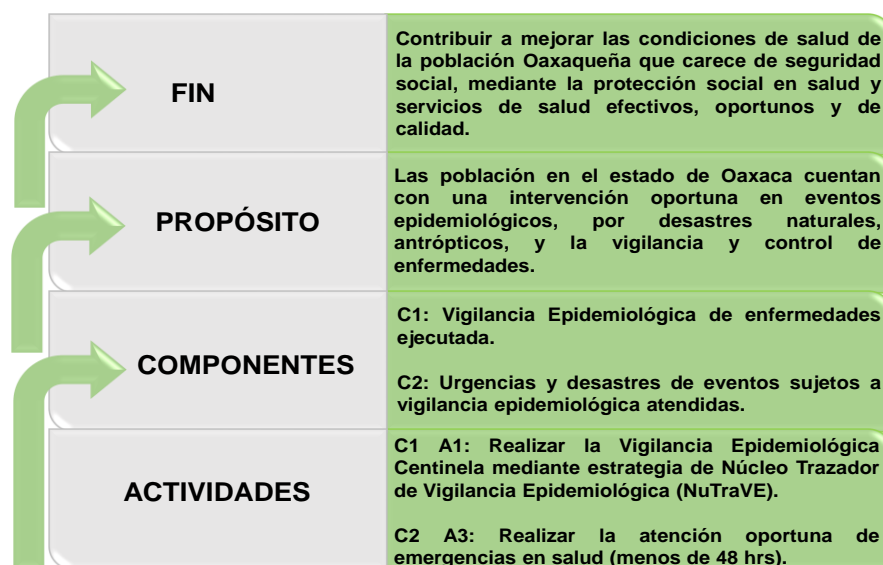 FIN
Contribuir a mejorar las condiciones de salud de
la población Oaxaqueña que carece de seguridad
social, mediante la protección social en salud y
servicios de salud efectivos, oportunos y de
calidad.
PROPÓSITO
Las población en el estado de Oaxaca cuentan
con una intervención oportuna en eventos
epidemiológicos, por desastres naturales,
antrópticos, y la vigilancia y control de
enfermedades.
COMPONENTES
C1: Vigilancia Epidemiológica de enfermedades
ejecutada.
C2: Urgencias y desastres de eventos sujetos a
vigilancia epidemiológica atendidas.
ACTIVIDADES
C1 A1: Realizar la Vigilancia Epidemiológica
Centinela mediante estrategia de Núcleo Trazador
de Vigilancia Epidemiológica (NuTraVE).
C2 A3: Realizar la atención oportuna de
emergencias en salud (menos de 48 hrs).